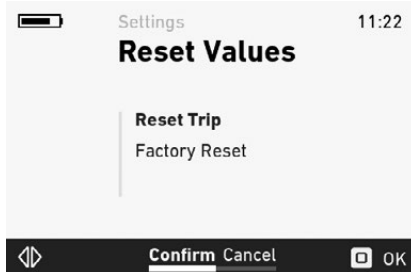 Settings
11:22
Reset Values
Reset Trip
Factory Reset
Confirm Cancel
OK